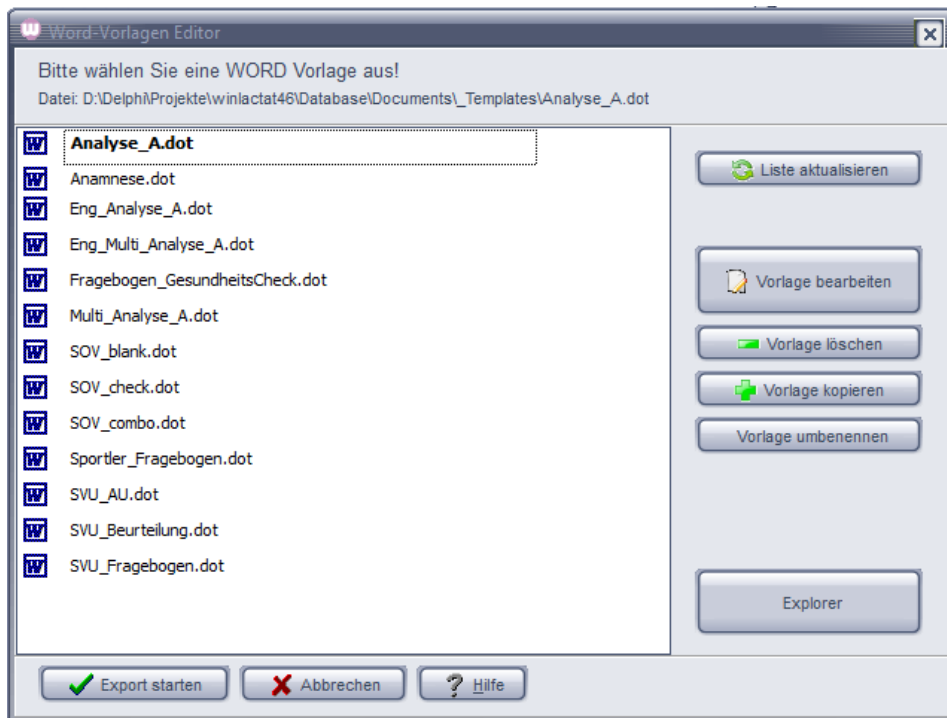 Word-Vorlagen Editor
Bitte wählen Sie eine WORD Vorlage aus!
Datei: D:\Delphi\Projekte\winlactat46\Database\Documents\_Templates\Analyse_A.dot
Analyse_A.dot
Anamnese.dot
Eng_Analyse_A.dot
Eng_Multi_Analyse_A.dot
Fragebogen_GesundheitsCheck.dot
Multi_Analyse_A.dot
SOV_blank.dot
SOV_check.dot
SOV_combo.dot
Sportler_Fragebogen.dot
SVU_AU.dot
SVU_Beurteilung.dot
SVU_Fragebogen.dot
Liste aktualisieren
Vorlage bearbeiten
Vorlage löschen
Vorlage kopieren
Vorlage umbenennen
Explorer
Export starten
Abbrechen
Hilfe